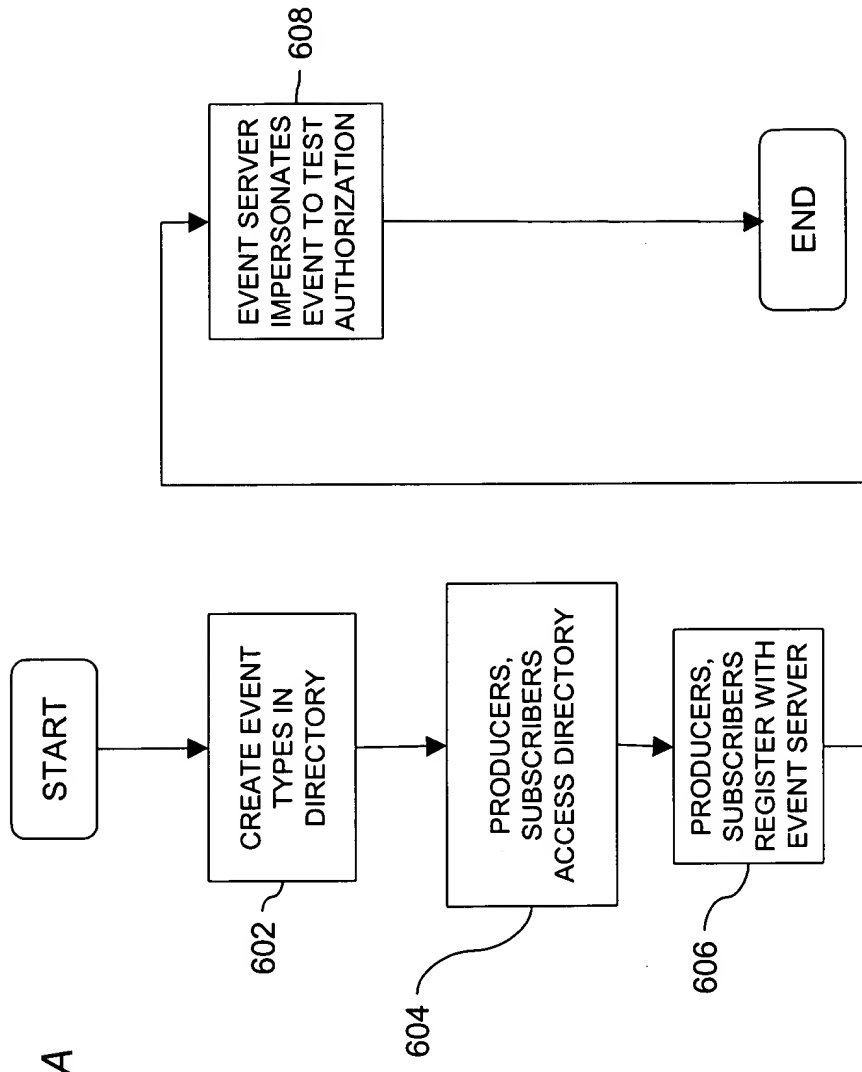 A
START
602
CREATE EVENT
TYPES IN
DIRECTORY
604
PRODUCERS,
SUBSCRIBERS
ACCESS DIRECTORY
606
PRODUCERS,
SUBSCRIBERS
REGISTER WITH
EVENT SERVER
608
EVENT SERVER
IMPERSONATES
EVENT TO TEST
AUTHORIZATION
END